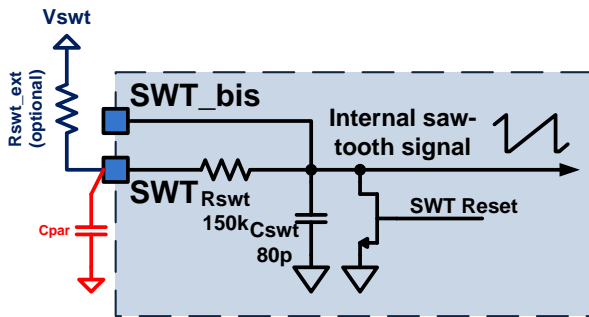 Vswt
Rswt_ext
(optional)
SWT_bis
Internal saw-
tooth signal
SWT
Rswt
150k
Cswt
80p
SWT Reset
Cpar